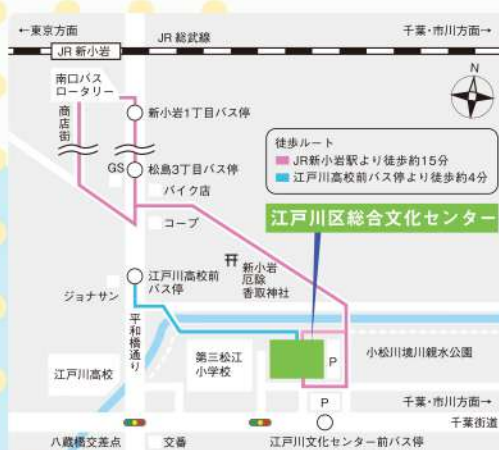 ←東京方面
JR 総武線
千葉・市川方面→
JR 新小岩
南口バス
ロータリー
商店街
新小岩1丁目バス停
N
徒歩ルート
JR新小岩駅より徒歩約15分
江戸川高校前バス停より徒歩約4分
GS
松島3丁目バス停
バイク店
コープ
江戸川区総合文化センター
江戸川高校前
バス停
新小岩
厄除
香取神社
ジョナサン
平和橋通り
江戸川高校
第三松江
小学校
P
小松川境川親水公園
P
千葉・市川方面→
千葉街道
八蔵橋交差点
交番
江戸川文化センター前バス停